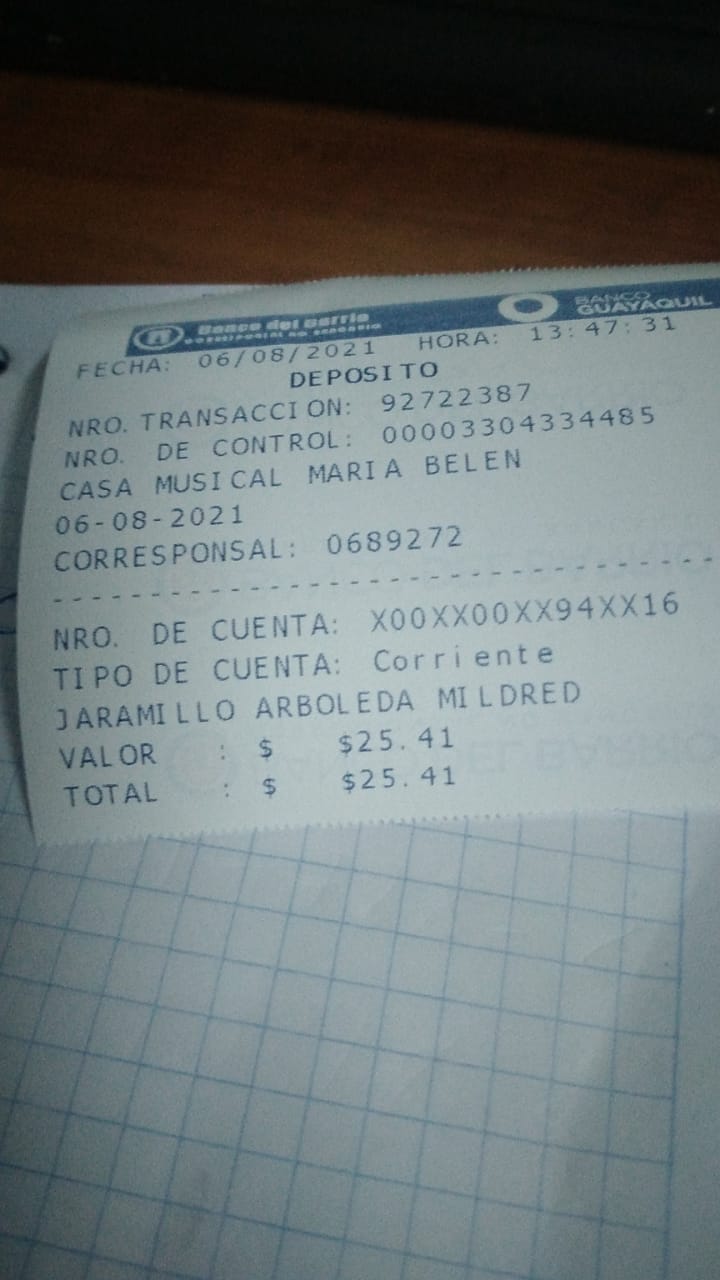 Banco del Barrio
BANCO GUAYAQUIL
FECHA: 06/08/2021 HORA: 13:47:31
DEPOSITO
NRO. TRANSACCION: 92722387
NRO. DE CONTROL: 00003304334485
CASA MUSICAL MARIA BELEN
06-08-2021
CORRESPONSAL: 0689272
NRO. DE CUENTA: X00XX00XX94XX16
TIPO DE CUENTA: Corriente
JARAMILLO ARBOLEDA MILDRED
VALOR : $ $25.41
TOTAL : $ $25.41